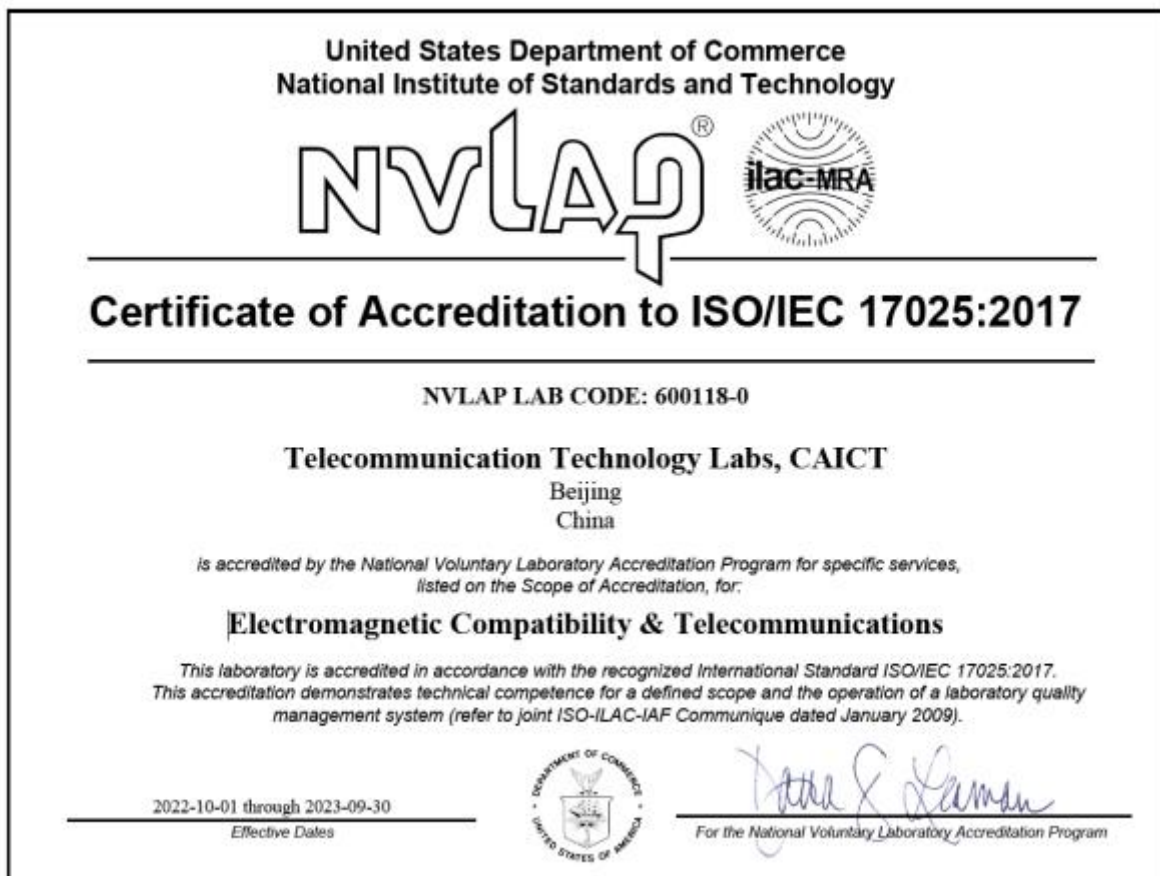 United States Department of Commerce
National Institute of Standards and Technology
NVLAP®
ilac-MRA
Certificate of Accreditation to ISO/IEC 17025:2017
NVLAP LAB CODE: 600118-0
Telecommunication Technology Labs, CAICT
Beijing
China
is accredited by the National Voluntary Laboratory Accreditation Program for specific services,
listed on the Scope of Accreditation, for:
Electromagnetic Compatibility & Telecommunications
This laboratory is accredited in accordance with the recognized International Standard ISO/IEC 17025:2017.
This accreditation demonstrates technical competence for a defined scope and the operation of a laboratory quality
management system (refer to joint ISO-ILAC-IAF Communique dated January 2009).
DEPARTMENT OF COMMERCE
UNITED STATES OF AMERICA
2022-10-01 through 2023-09-30
Effective Dates
For the National Voluntary Laboratory Accreditation Program